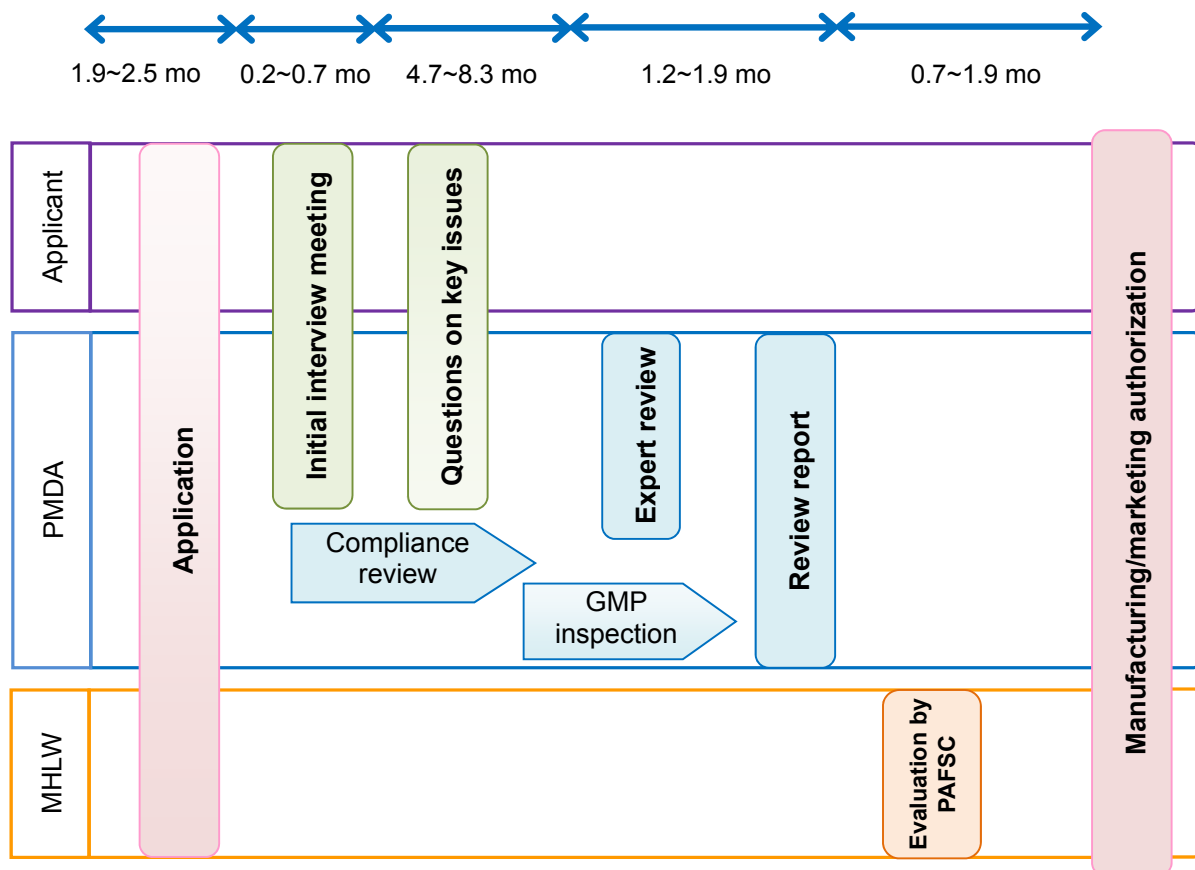 1.9~2.5 mo
0.2~0.7 mo
4.7~8.3 mo
1.2~1.9 mo
0.7~1.9 mo
Applicant
PMDA
MHLW
Application
Initial interview meeting
Questions on key issues
Compliance
review
GMP
inspection
Expert review
Review report
Evaluation by
PAFSC
Manufacturing/marketing authorization